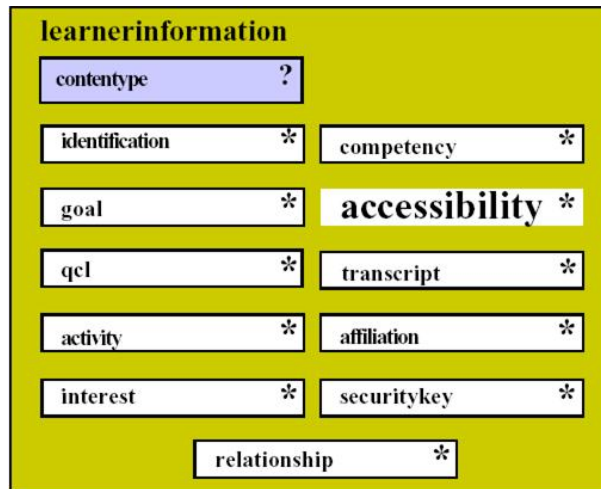 learnerinformation
contentype ?
identification * competency *
goal * accessibility *
qcl * transcript *
activity * affiliation *
interest * securitykey *
relationship *